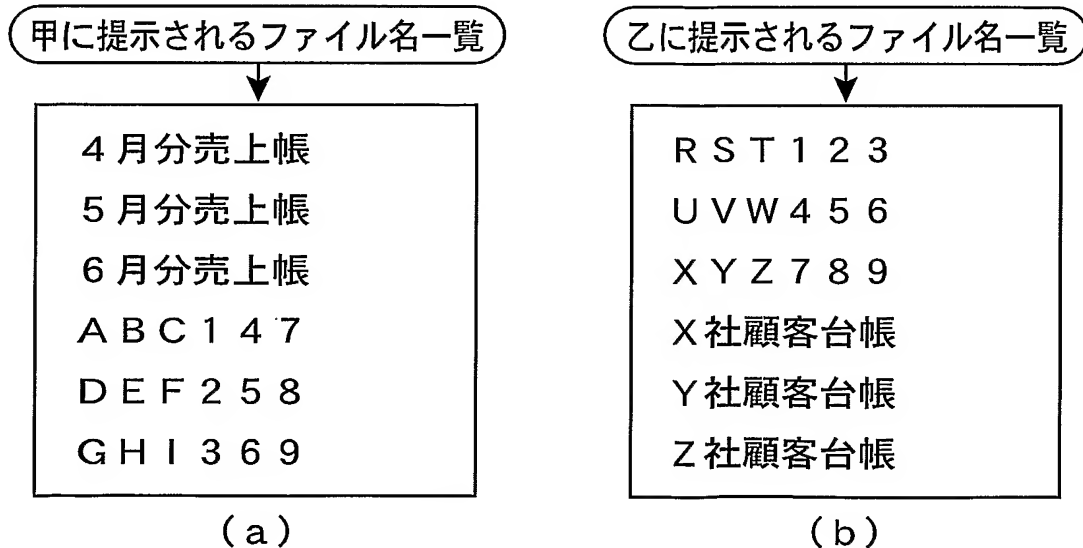 甲に提示されるファイル名一覧
4月分売上帳
5月分売上帳
6月分売上帳
ABC147
DEF258
GHI369
(a)
乙に提示されるファイル名一覧
RST123
UVW456
XYZ789
X社顧客台帳
Y社顧客台帳
Z社顧客台帳
(b)